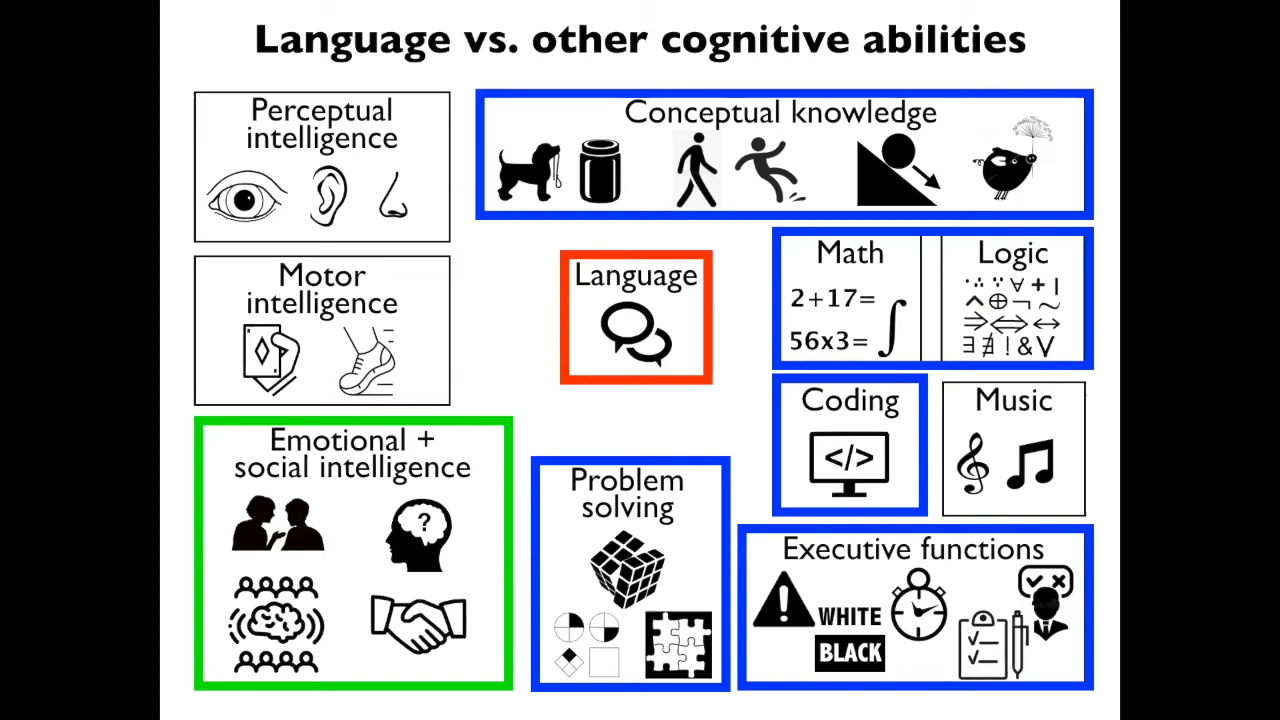 Language vs. other cognitive abilities
Perceptual
intelligence
Conceptual knowledge
Motor
intelligence
Language
Math
2+17=
56x3=
∫
Logic
⇒ ⇔ ↔
∃ ∄ ! & V
Emotional +
social intelligence
?
Problem
solving
Coding
</>
Music
Executive functions
!
WHITE
BLACK